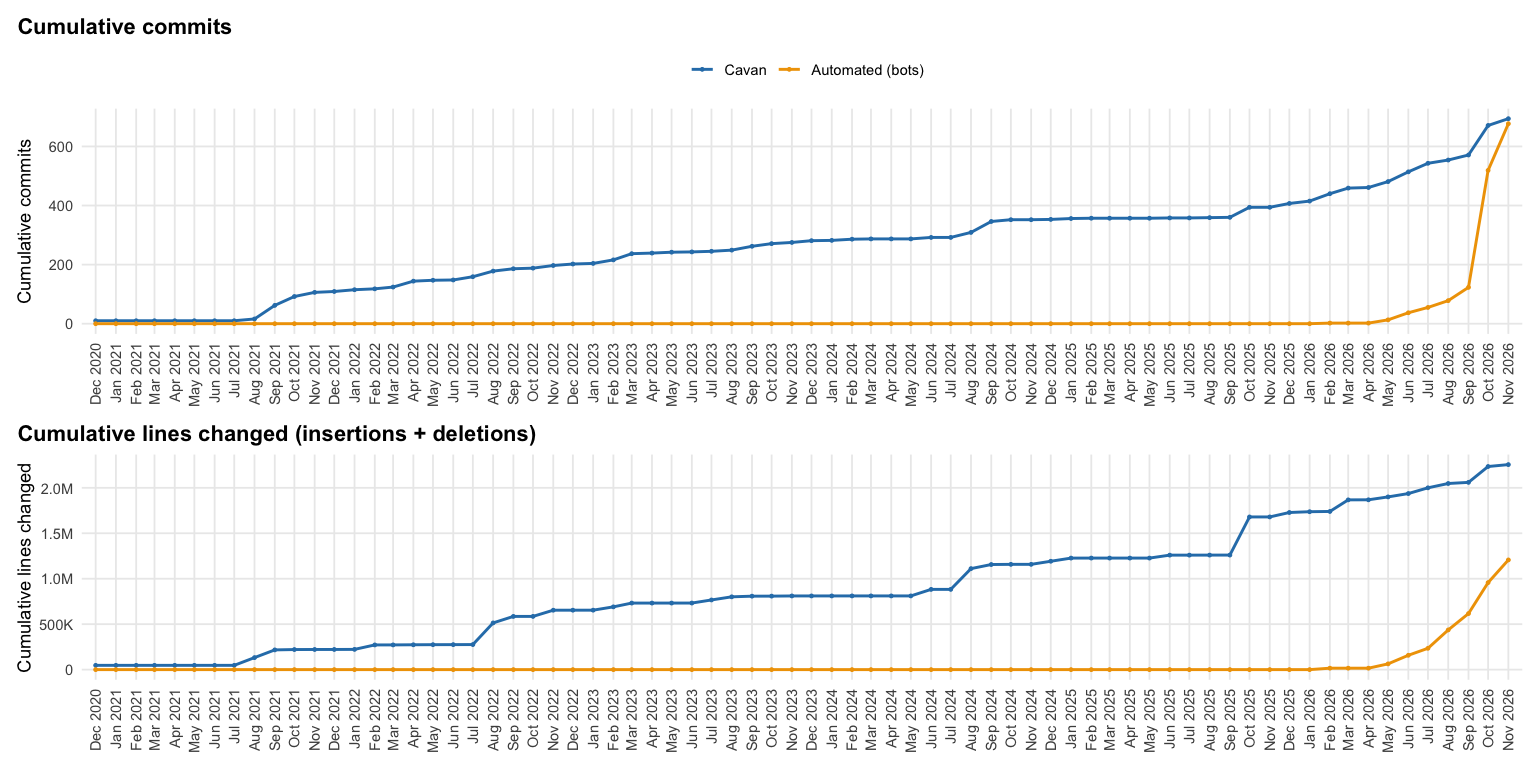 Cumulative commits
Cavan Automated (bots)
Cumulative commits
600
400
200
0
Dec 2020 Jan 2021 Feb 2021 Mar 2021 Apr 2021 May 2021 Jun 2021 Jul 2021 Aug 2021 Sep 2021 Oct 2021 Nov 2021 Dec 2021 Jan 2022 Feb 2022 Mar 2022 Apr 2022 May 2022 Jun 2022 Jul 2022 Aug 2022 Sep 2022 Oct 2022 Nov 2022 Dec 2022 Jan 2023 Feb 2023 Mar 2023 Apr 2023 May 2023 Jun 2023 Jul 2023 Aug 2023 Sep 2023 Oct 2023 Nov 2023 Dec 2023 Jan 2024 Feb 2024 Mar 2024 Apr 2024 May 2024 Jun 2024 Jul 2024 Aug 2024 Sep 2024 Oct 2024 Nov 2024 Dec 2024 Jan 2025 Feb 2025 Mar 2025 Apr 2025 May 2025 Jun 2025 Jul 2025 Aug 2025 Sep 2025 Oct 2025 Nov 2025 Dec 2025 Jan 2026 Feb 2026 Mar 2026 Apr 2026 May 2026 Jun 2026 Jul 2026 Aug 2026 Sep 2026 Oct 2026 Nov 2026
Cumulative lines changed (insertions + deletions)
Cumulative lines changed
2.0M
1.5M
1.0M
500K
0
Dec 2020 Jan 2021 Feb 2021 Mar 2021 Apr 2021 May 2021 Jun 2021 Jul 2021 Aug 2021 Sep 2021 Oct 2021 Nov 2021 Dec 2021 Jan 2022 Feb 2022 Mar 2022 Apr 2022 May 2022 Jun 2022 Jul 2022 Aug 2022 Sep 2022 Oct 2022 Nov 2022 Dec 2022 Jan 2023 Feb 2023 Mar 2023 Apr 2023 May 2023 Jun 2023 Jul 2023 Aug 2023 Sep 2023 Oct 2023 Nov 2023 Dec 2023 Jan 2024 Feb 2024 Mar 2024 Apr 2024 May 2024 Jun 2024 Jul 2024 Aug 2024 Sep 2024 Oct 2024 Nov 2024 Dec 2024 Jan 2025 Feb 2025 Mar 2025 Apr 2025 May 2025 Jun 2025 Jul 2025 Aug 2025 Sep 2025 Oct 2025 Nov 2025 Dec 2025 Jan 2026 Feb 2026 Mar 2026 Apr 2026 May 2026 Jun 2026 Jul 2026 Aug 2026 Sep 2026 Oct 2026 Nov 2026